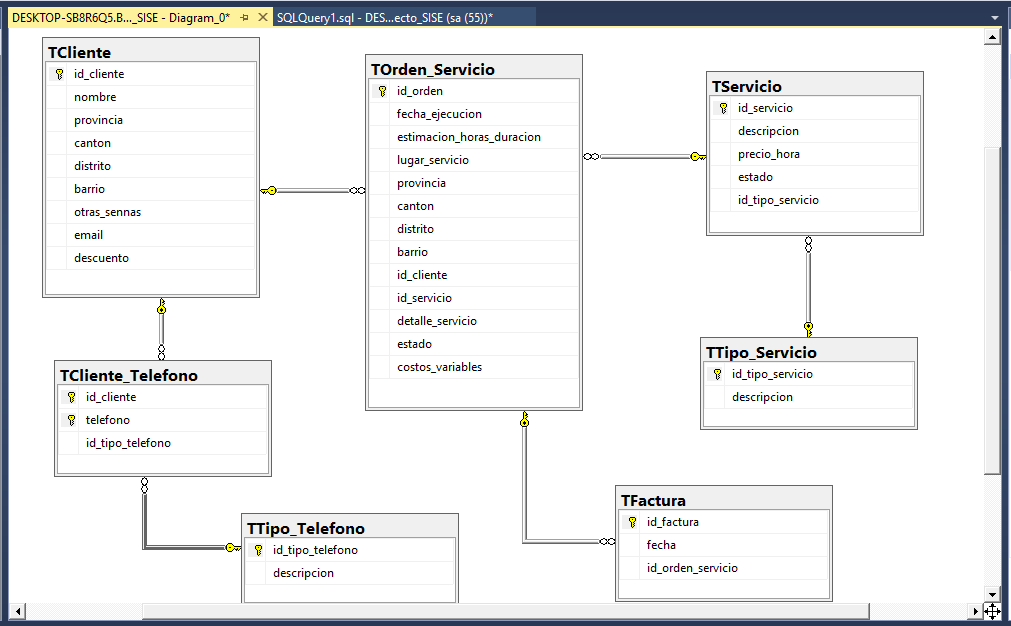 DESKTOP-SB8R6Q5.B..._SISE - Diagram_0*
SQLQuery1.sql - DES...ecto_SISE (sa (55))*
TCliente
id_cliente
nombre
provincia
canton
distrito
barrio
otras_sennas
email
descuento
TOrden_Servicio
id_orden
fecha_ejecucion
estimacion_horas_duracion
lugar_servicio
provincia
canton
distrito
barrio
id_cliente
id_servicio
detalle_servicio
estado
costos_variables
TServicio
id_servicio
descripcion
precio_hora
estado
id_tipo_servicio
TTipo_Servicio
id_tipo_servicio
descripcion
TCliente_Telefono
id_cliente
telefono
id_tipo_telefono
TTipo_Telefono
id_tipo_telefono
descripcion
TFactura
id_factura
fecha
id_orden_servicio